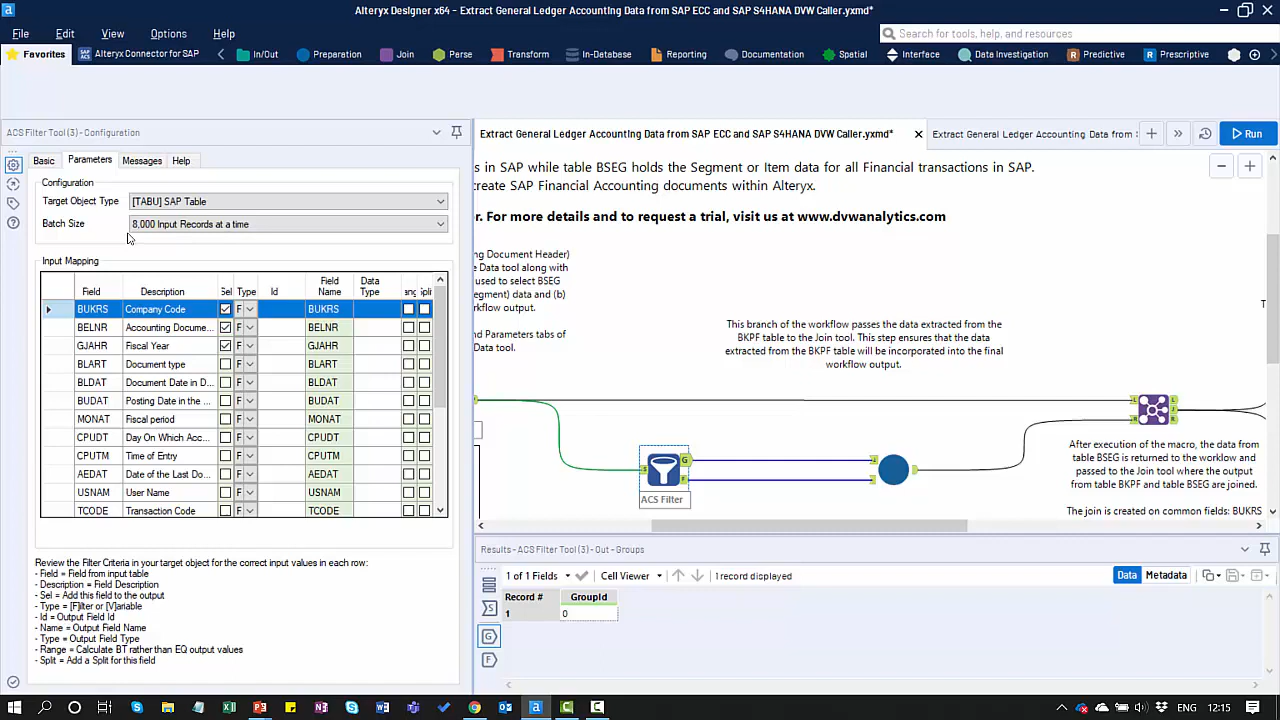 Alteryx Designer x64 - Extract General Ledger Accounting Data from SAP ECC and SAP S4HANA DVW Caller.yxmd*
File Edit View Options Help
Search for tools, help, and resources
Favorites Alteryx Connector for SAP In/Out Preparation Join Parse Transform In-Database Reporting Documentation Spatial Interface Data Investigation Predictive Prescriptive
ACS Filter Tool (3) - Configuration
Basic Parameters Messages Help
Configuration
Target Object Type [TABU] SAP Table
Batch Size 8,000 Input Records at a time
Input Mapping
Field Description Sel Type Id Field Name Data Type
BUKRS Company Code F BUKRS
BELNR Accounting Docume... F BELNR
GJAHR Fiscal Year F GJAHR
BLART Document type F BLART
BLDAT Document Date in D... F BLDAT
BUDAT Posting Date in the ... F BUDAT
MONAT Fiscal period F MONAT
CPUDT Day On Which Acc... F CPUDT
CPUTM Time of Entry F CPUTM
AEDAT Date of the Last Do... F AEDAT
USNAM User Name F USNAM
TCODE Transaction Code F TCODE
Review the Filter Criteria in your target object for the correct input values in each row:
- Field = Field from input table
- Description = Field Description
- Sel = Add this field to the output
- Type = [F]ilter or [V]ariable
- Id = Output Field Id
- Name = Output Field Name
- Type = Output Field Type
- Range = Calculate BT rather than EQ output values
- Split = Add a Split for this field
Extract General Ledger Accounting Data from SAP ECC and SAP S4HANA DVW Caller.yxmd*
Extract General Ledger Accounting Data from
Run
s in SAP while table BSEG holds the Segment or Item data for all Financial transactions in SAP.
create SAP Financial Accounting documents within Alteryx.
r. For more details and to request a trial, visit us at www.dvwanalytics.com
ng Document Header)
e Data tool along with
used to select BSEG
egment) data and (b)
rkflow output.
nd Parameters tabs of
Data tool.
This branch of the workflow passes the data extracted from the
BKPF table to the Join tool. This step ensures that the data
extracted from the BKPF table will be incorporated into the final
workflow output.
T
L
R
L
J
R
G
F
ACS Filter
After execution of the macro, the data from
table BSEG is returned to the worklow and
passed to the Join tool where the output
from table BKPF and table BSEG are joined.
The join is created on common fields: BUKRS
Results - ACS Filter Tool (3) - Out - Groups
1 of 1 Fields Cell Viewer 1 record displayed
Data Metadata
Record # GroupId
1 0
G
F
12:15